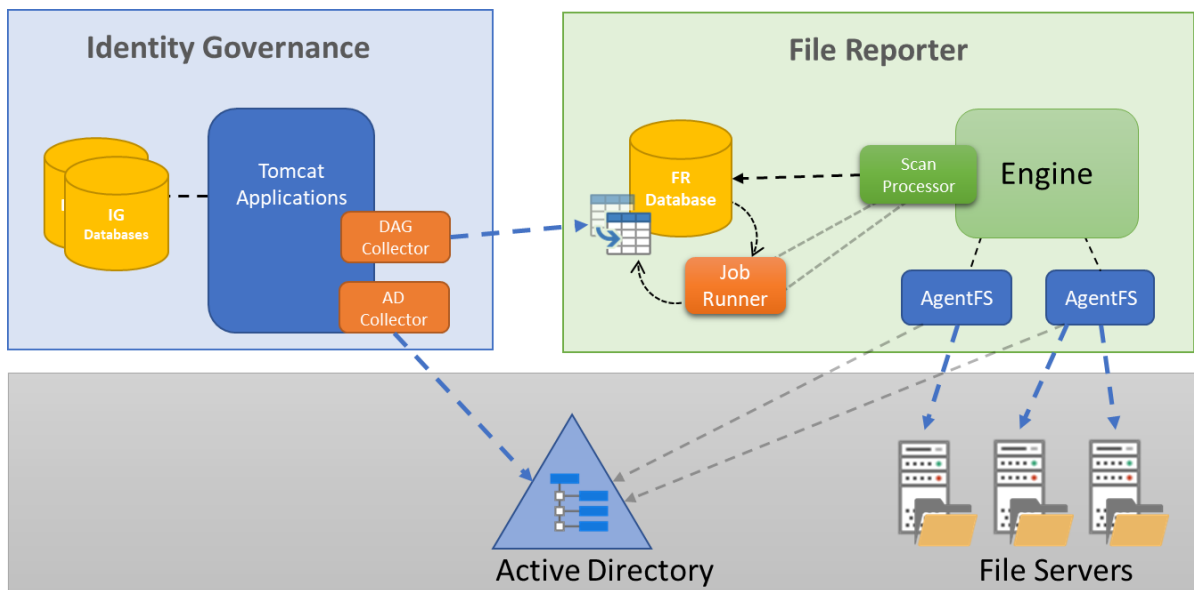 Identity Governance
File Reporter
Tomcat
Applications
IG
Databases
DAG
Collector
AD
Collector
FR
Database
Scan
Processor
Engine
Job
Runner
AgentFS
AgentFS
Active Directory
File Servers